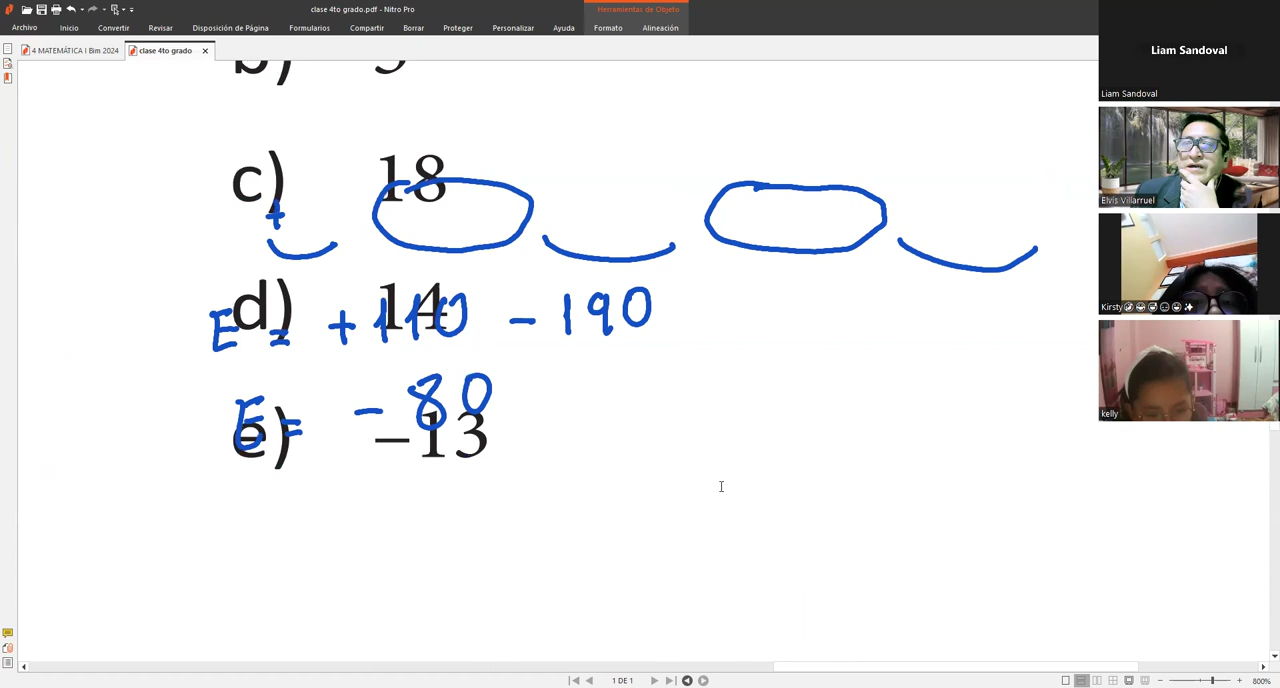 clase 4to grado.pdf - Nitro Pro
Herramientas de Objeto
Archivo Inicio Convertir Revisar Disposición de Página Formularios Compartir Borrar Proteger Personalizar Ayuda Formato Alineación
4 MATEMÁTICA I Bim 2024 clase 4to grado
Liam Sandoval
Liam Sandoval
b)
c) 18
+
Elvis Villarruel
d) 14
E = +110 - 190
Kirsty
E = - 80
e) –13
kelly
1 DE 1
800%